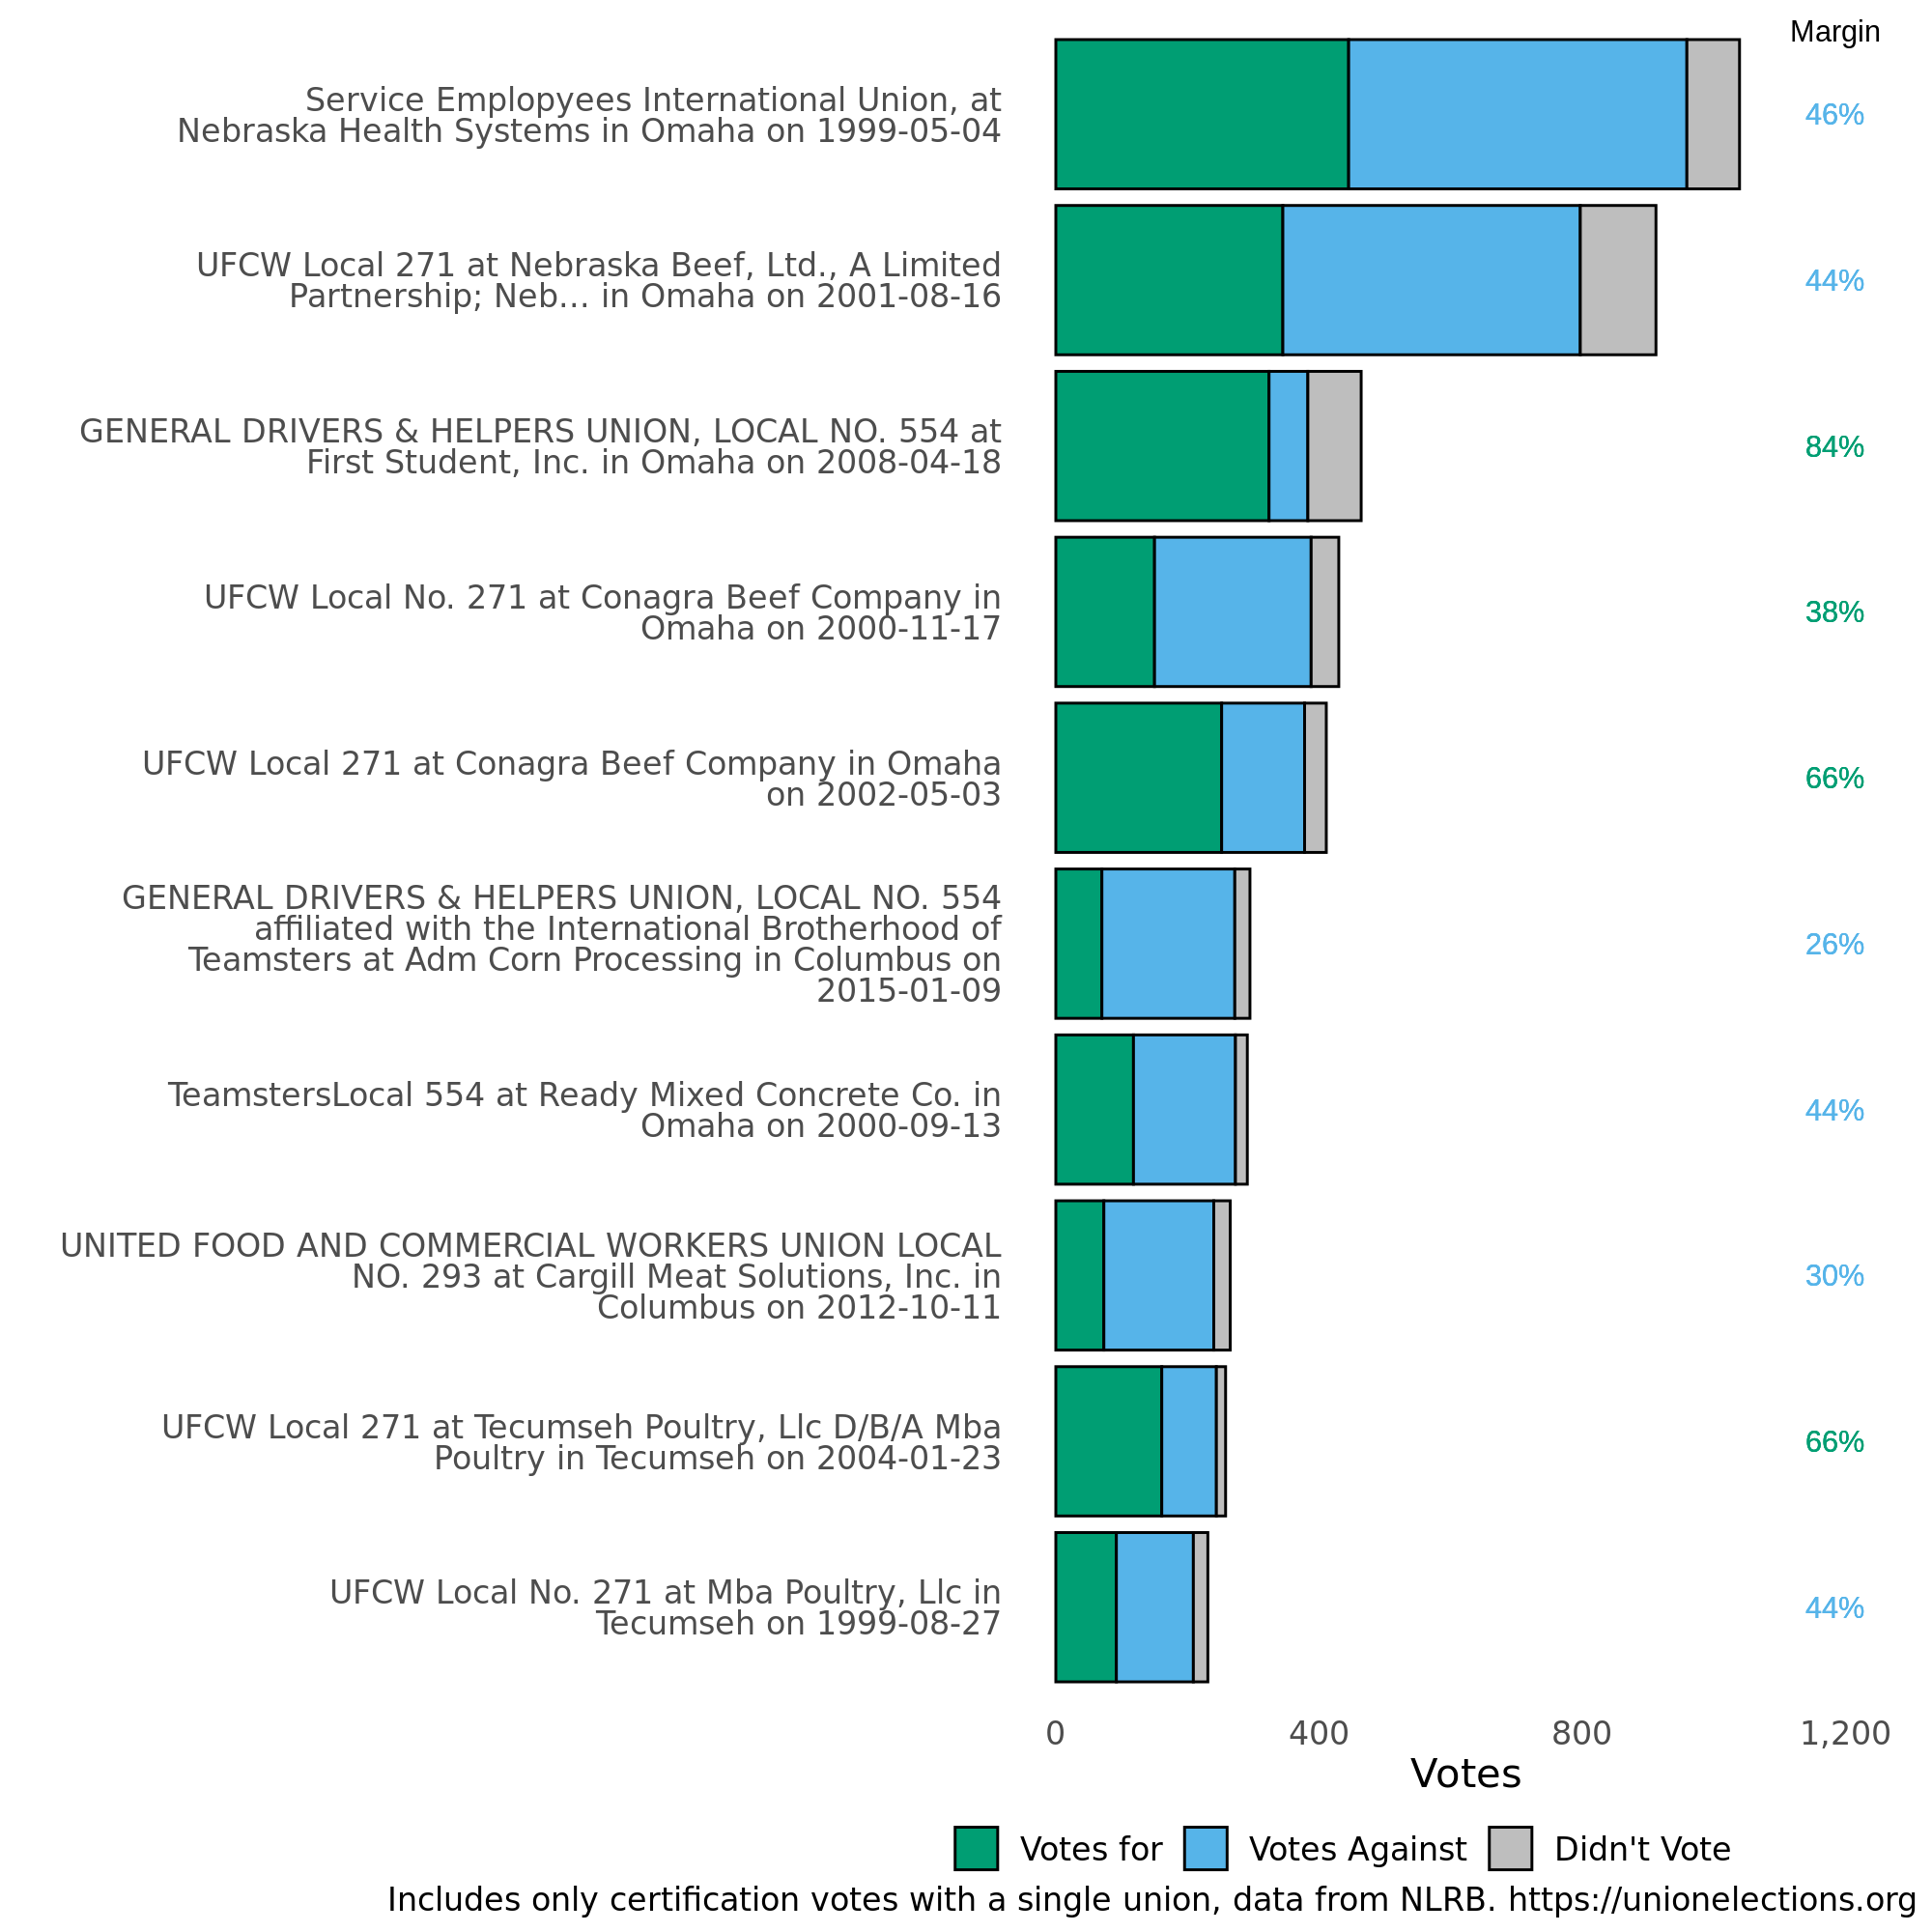 Margin
Service Emplopyees International Union, at
Nebraska Health Systems in Omaha on 1999-05-04
46%
UFCW Local 271 at Nebraska Beef, Ltd., A Limited
Partnership; Neb... in Omaha on 2001-08-16
44%
GENERAL DRIVERS & HELPERS UNION, LOCAL NO. 554 at
First Student, Inc. in Omaha on 2008-04-18
84%
UFCW Local No. 271 at Conagra Beef Company in
Omaha on 2000-11-17
38%
UFCW Local 271 at Conagra Beef Company in Omaha
on 2002-05-03
66%
GENERAL DRIVERS & HELPERS UNION, LOCAL NO. 554
affiliated with the International Brotherhood of
Teamsters at Adm Corn Processing in Columbus on
2015-01-09
26%
TeamstersLocal 554 at Ready Mixed Concrete Co. in
Omaha on 2000-09-13
44%
UNITED FOOD AND COMMERCIAL WORKERS UNION LOCAL
NO. 293 at Cargill Meat Solutions, Inc. in
Columbus on 2012-10-11
30%
UFCW Local 271 at Tecumseh Poultry, Llc D/B/A Mba
Poultry in Tecumseh on 2004-01-23
66%
UFCW Local No. 271 at Mba Poultry, Llc in
Tecumseh on 1999-08-27
44%
0 400 800 1,200
Votes
Votes for Votes Against Didn't Vote
Includes only certification votes with a single union, data from NLRB. https://unionelections.org